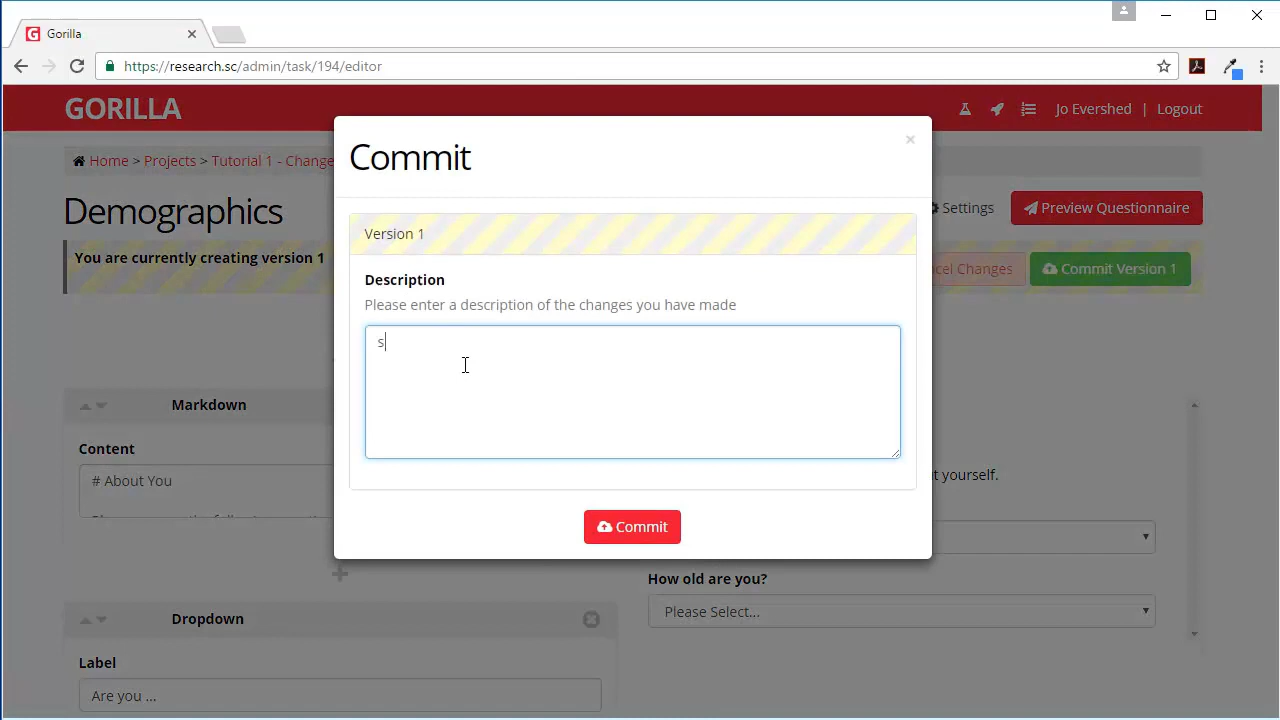 Gorilla
https://research.sc/admin/task/194/editor
GORILLA
Jo Evershed | Logout
Home > Projects > Tutorial 1 - Change
Demographics
Settings
Preview Questionnaire
You are currently creating version 1
cel Changes
Commit Version 1
Commit
×
Version 1
Description
Please enter a description of the changes you have made
s
Commit
Markdown
Content
# About You
t yourself.
How old are you?
Please Select...
Dropdown
Label
Are you ...